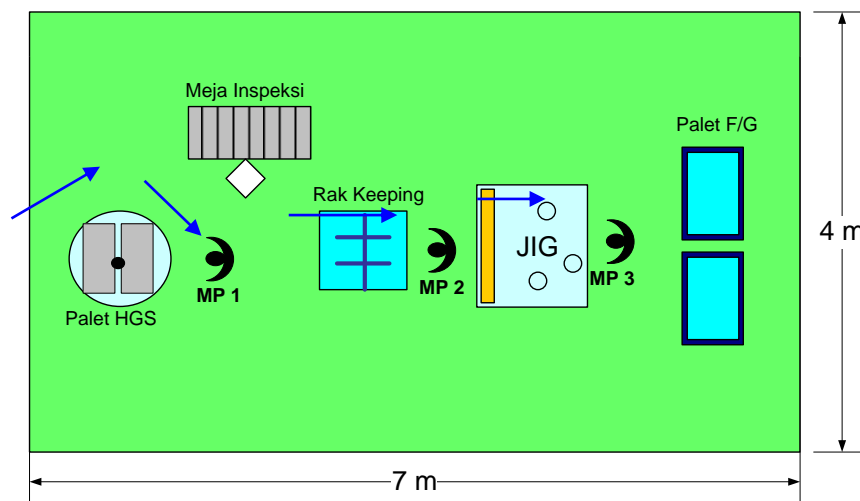 Meja Inspeksi
Palet F/G
Rak Keeping
JIG
4 m
MP 1
MP 2
MP 3
Palet HGS
7 m